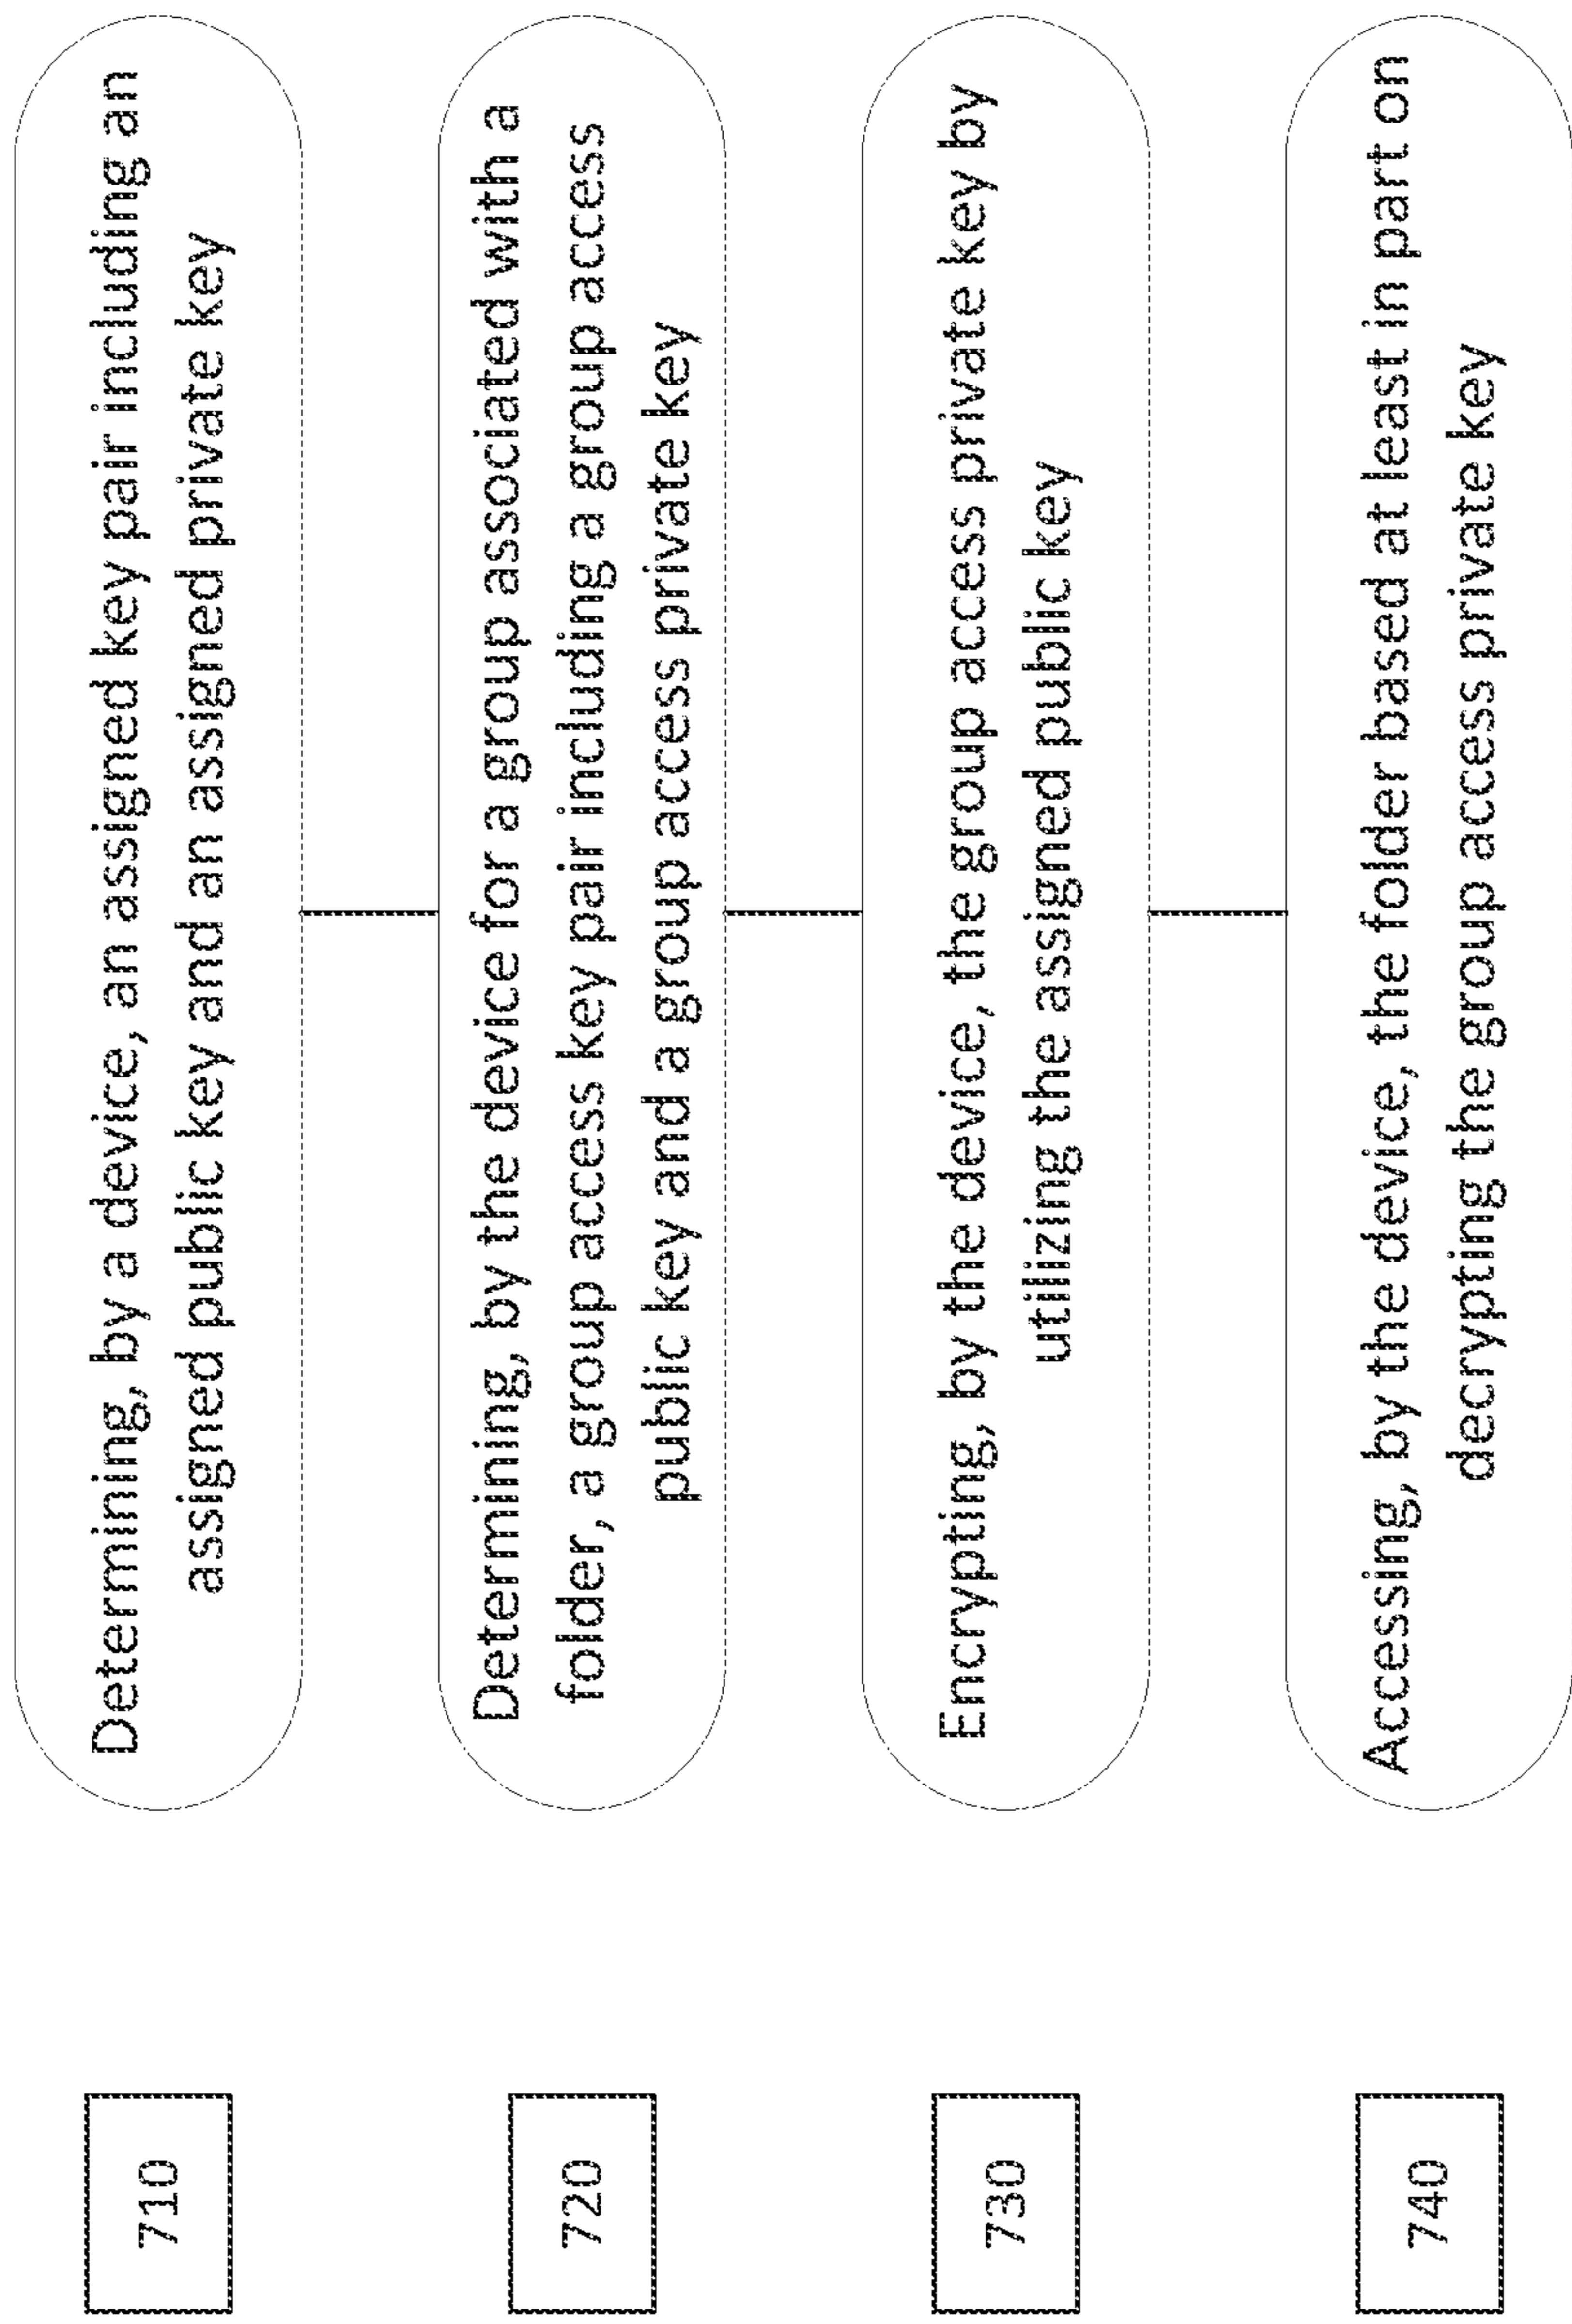 710
Determining, by a device, an assigned key pair including an
assigned public key and an assigned private key
720
Determining, by the device for a group associated with a
folder, a group access key pair including a group access
public key and a group access private key
730
Encrypting, by the device, the group access private key by
utilizing the assigned public key
740
Accessing, by the device, the folder based at least in part on
decrypting the group access private key